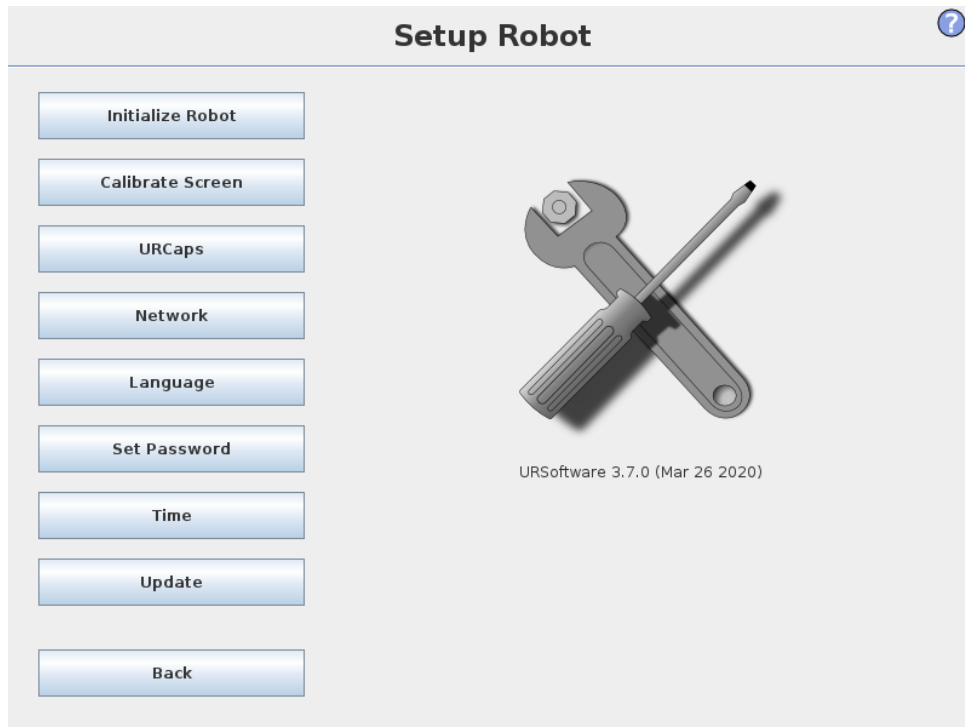 Setup Robot
?
Initialize Robot
Calibrate Screen
URCaps
Network
Language
Set Password
Time
Update
Back
URSoftware 3.7.0 (Mar 26 2020)